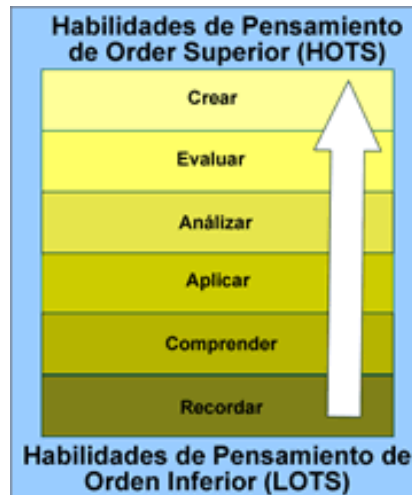 Habilidades de Pensamiento
de Order Superior (HOTS)
Crear
Evaluar
Análizar
Aplicar
Comprender
Recordar
Habilidades de Pensamiento de
Orden Inferior (LOTS)